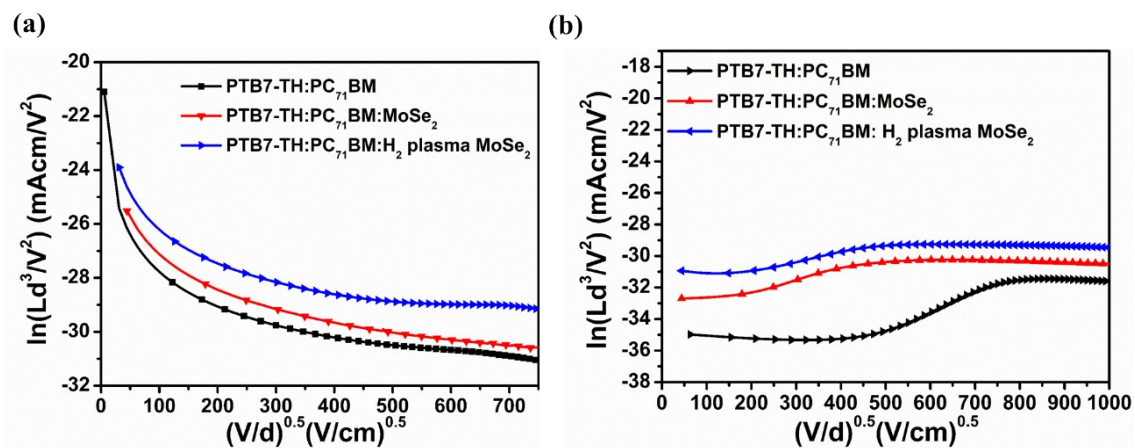 (a)
-20
-22
-24
-26
-28
-30
-32
ln(Ld³/V²) (mAcm/V²)
PTB7-TH:PC₇₁BM
PTB7-TH:PC₇₁BM:MoSe₂
PTB7-TH:PC₇₁BM:H₂ plasma MoSe₂
0 100 200 300 400 500 600 700
(V/d)⁰·⁵(V/cm)⁰·⁵
(b)
-18
-20
-22
-24
-26
-28
-30
-32
-34
-36
-38
ln(Ld³/V²) (mAcm/V²)
PTB7-TH:PC₇₁BM
PTB7-TH:PC₇₁BM:MoSe₂
PTB7-TH:PC₇₁BM: H₂ plasma MoSe₂
0 100 200 300 400 500 600 700 800 900 1000
(V/d)⁰·⁵(V/cm)⁰·⁵